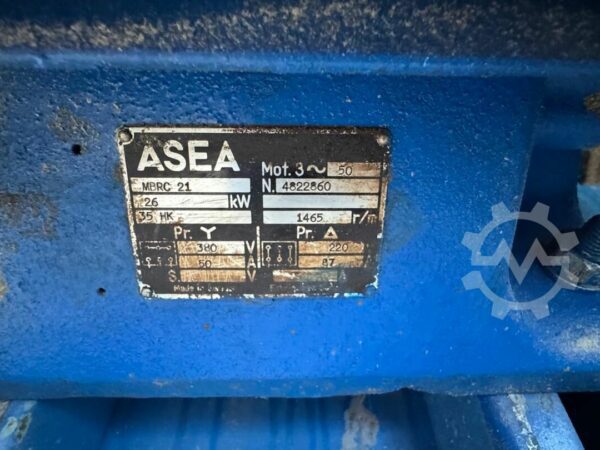 ASEA Mot. 3~ 50
MBRC 21 N. 4822860
26 kW
35 HK 1465 r/m
Pr. Y Pr. Δ
380 V 220
50 A 87 A
S V
Made in